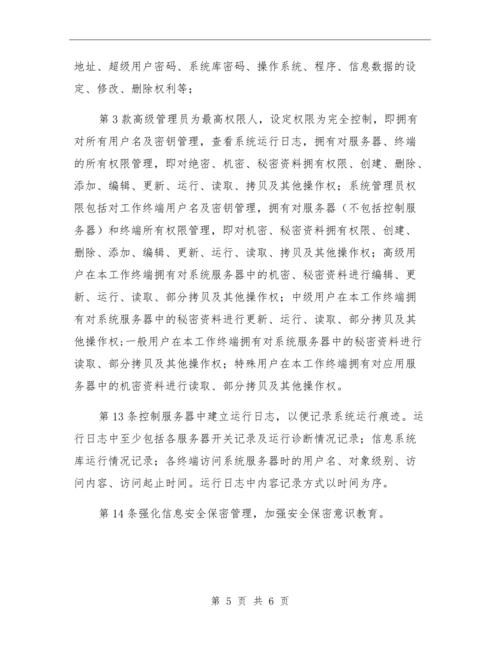 地址、超级用户密码、系统库密码、操作系统、程序、信息数据的设
定、修改、删除权利等；
第 3 款高级管理员为最高权限人，设定权限为完全控制，即拥有
对所有用户名及密钥管理，查看系统运行日志，拥有对服务器、终端
的所有权限管理，即对绝密、机密、秘密资料拥有权限、创建、删除、
添加、编辑、更新、运行、读取、拷贝及其他操作权；系统管理员权
限包括对工作终端用户名及密钥管理，拥有对服务器（不包括控制服
务器）和终端所有权限管理，即对机密、秘密资料拥有权限、创建、
删除、添加、编辑、更新、运行、读取、拷贝及其他操作权；高级用
户在本工作终端拥有对系统服务器中的机密、秘密资料进行编辑、更
新、运行、读取、部分拷贝及其他操作权；中级用户在本工作终端拥
有对系统服务器中的秘密资料进行更新、运行、读取、部分拷贝及其
他操作权;一般用户在本工作终端拥有对系统服务器中的秘密资料进行
读取、部分拷贝及其他操作权；特殊用户在本工作终端拥有对应用服
务器中的机密资料进行读取、部分拷贝及其他操作权。
第 13 条控制服务器中建立运行日志，以便记录系统运行痕迹。运
行日志中至少包括各服务器开关记录及运行诊断情况记录；信息系统
库运行情况记录；各终端访问系统服务器时的用户名、对象级别、访
问内容、访问起止时间。运行日志中内容记录方式以时间为序。
第 14 条强化信息安全保密管理，加强安全保密意识教育。
第 5 页 共 6 页